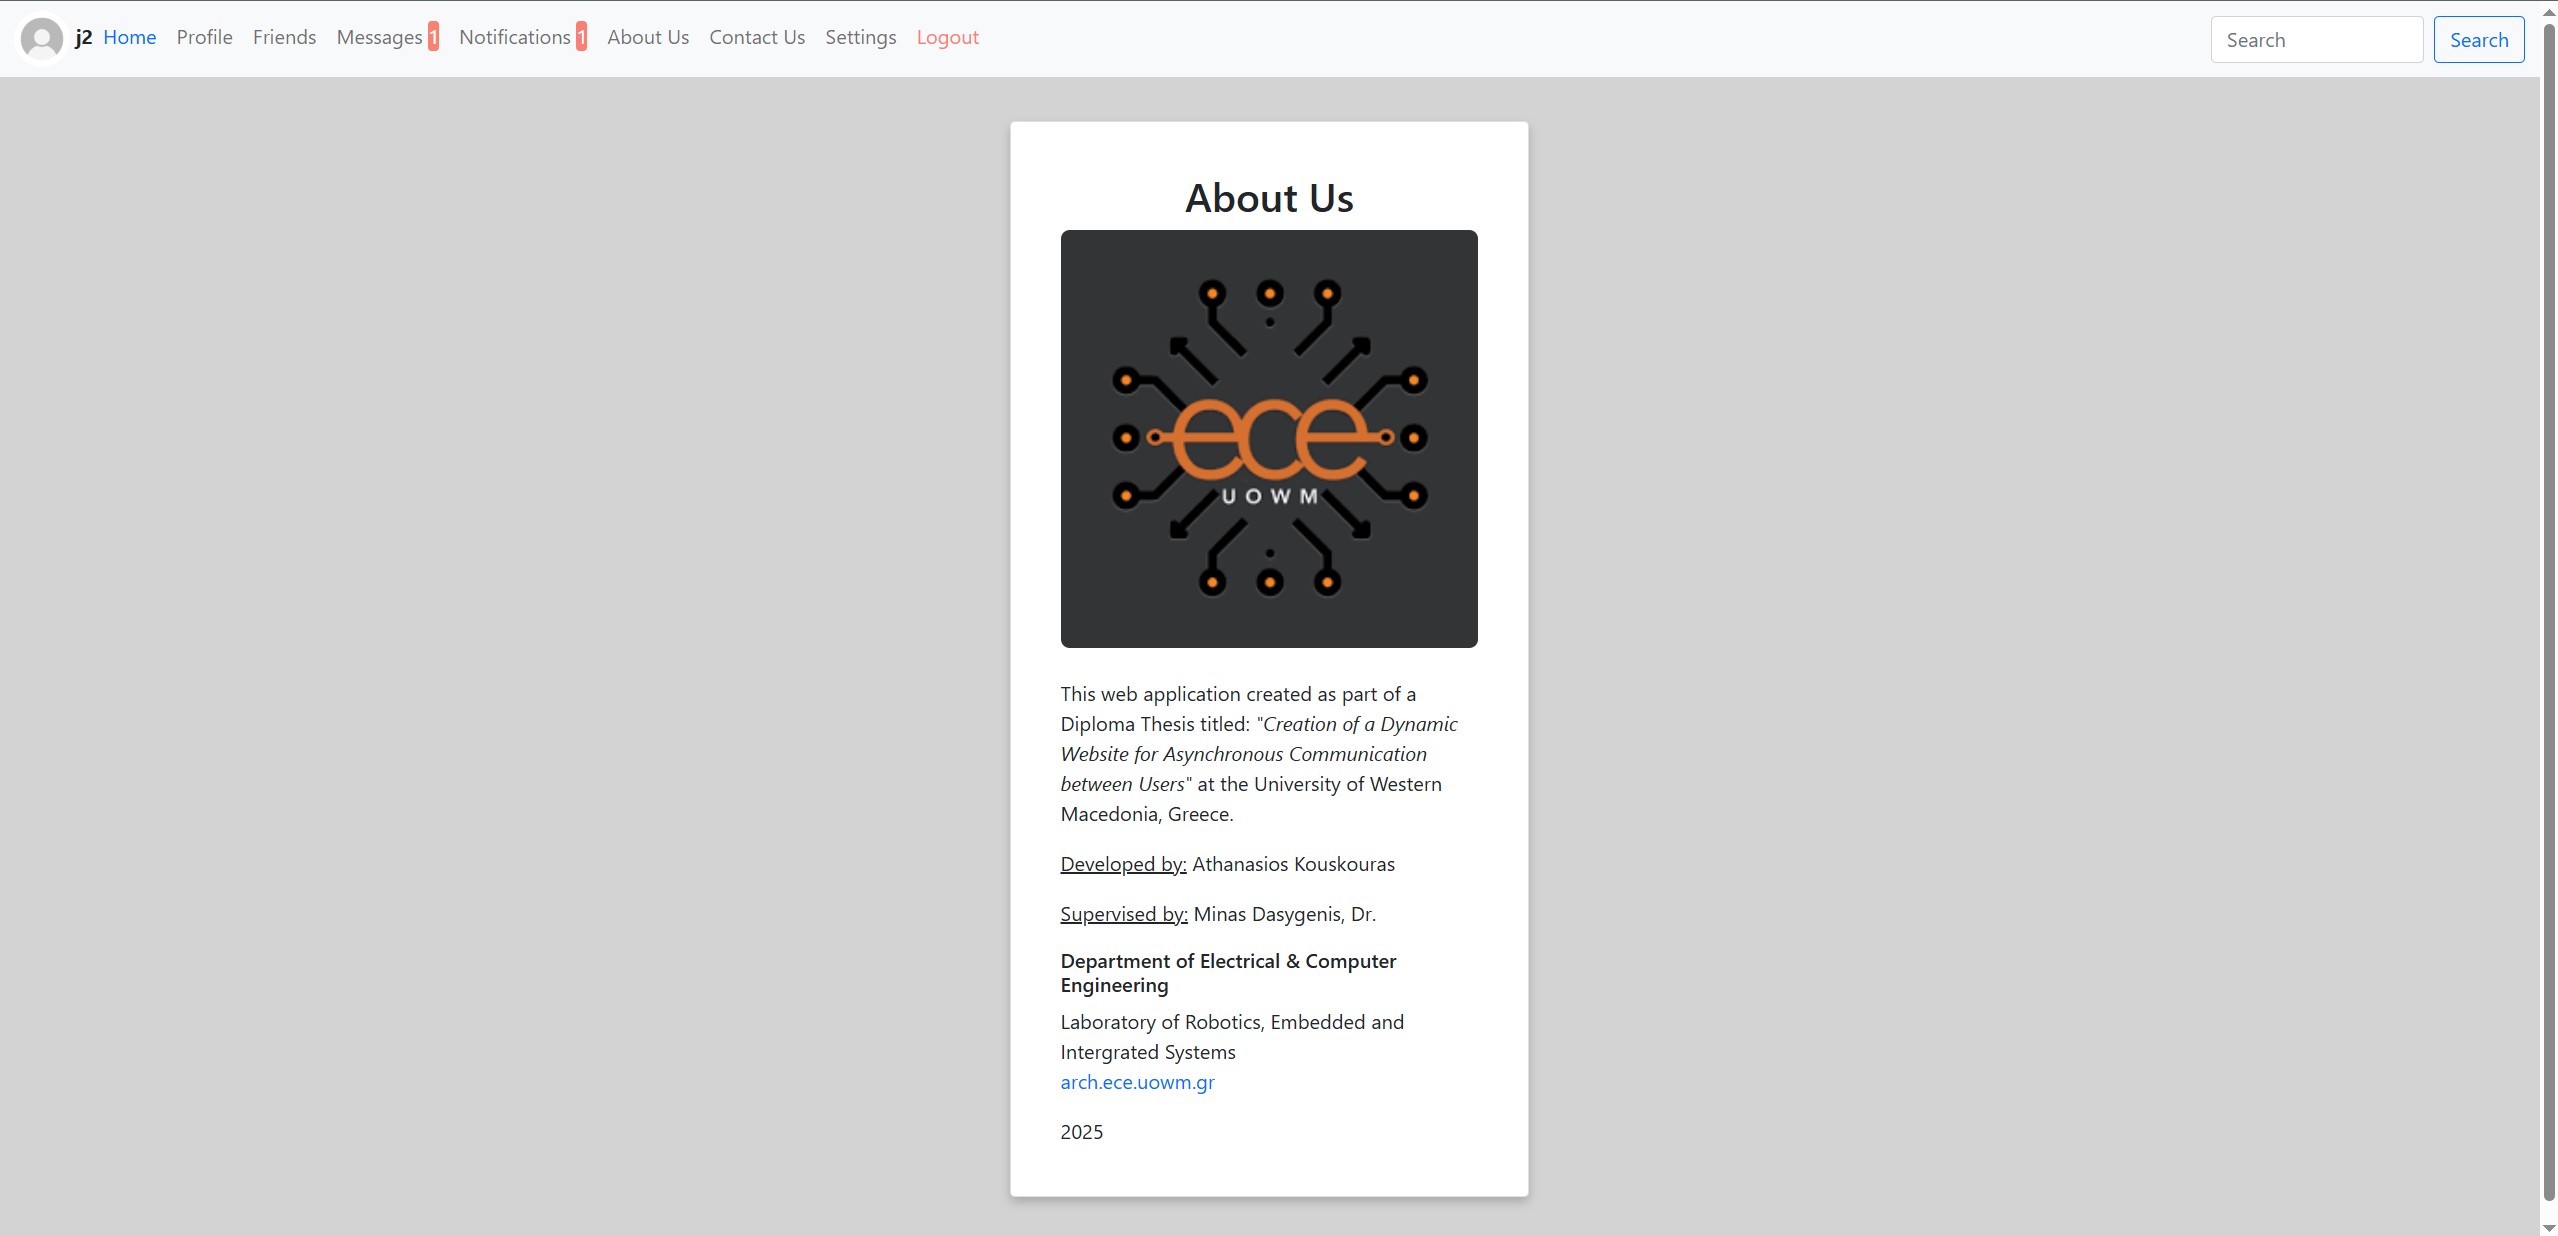 j2 Home Profile Friends Messages 1 Notifications 1 About Us Contact Us Settings Logout Search Search
About Us
ece
UOWM
This web application created as part of a
Diploma Thesis titled: "Creation of a Dynamic
Website for Asynchronous Communication
between Users" at the University of Western
Macedonia, Greece.
Developed by: Athanasios Kouskouras
Supervised by: Minas Dasygenis, Dr.
Department of Electrical & Computer
Engineering
Laboratory of Robotics, Embedded and
Intergrated Systems
arch.ece.uowm.gr
2025